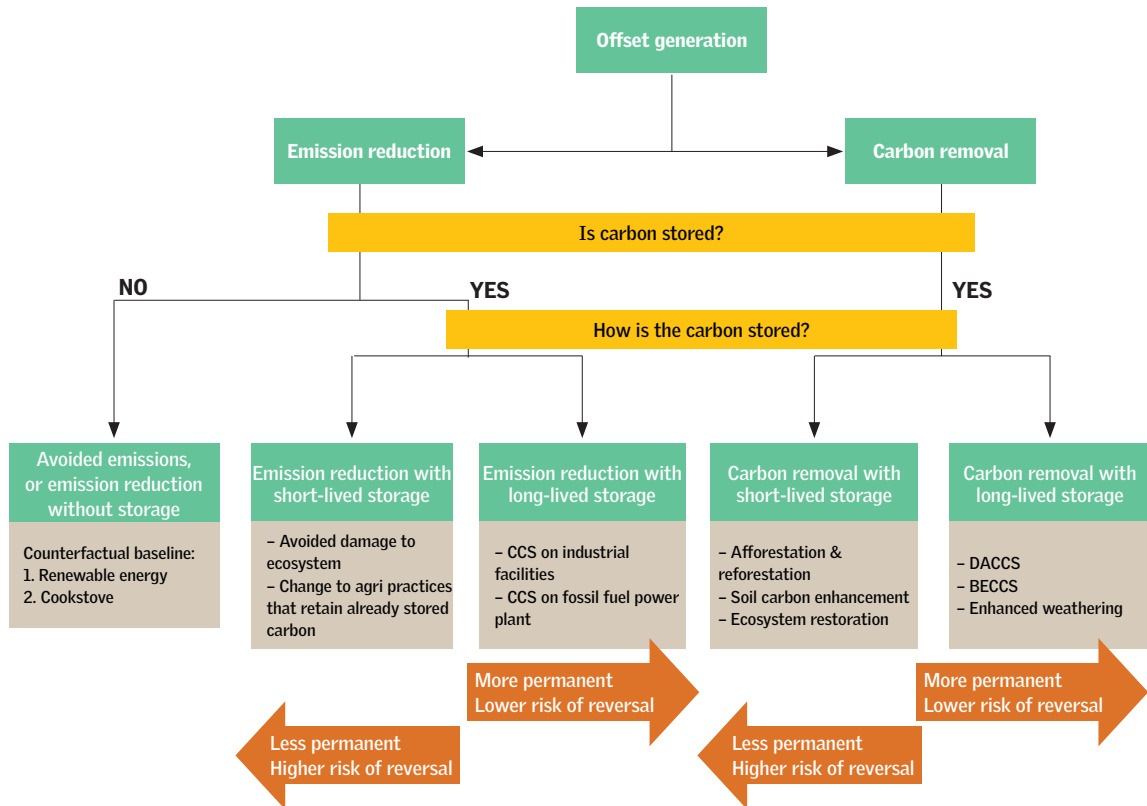 Offset generation
Emission reduction
Carbon removal
Is carbon stored?
NO
YES
YES
How is the carbon stored?
Avoided emissions,
or emission reduction
without storage
Counterfactual baseline:
1. Renewable energy
2. Cookstove
Emission reduction with
short-lived storage
– Avoided damage to
ecosystem
– Change to agri practices
that retain already stored
carbon
Emission reduction with
long-lived storage
– CCS on industrial
facilities
– CCS on fossil fuel power
plant
Carbon removal with
short-lived storage
– Afforestation &
reforestation
– Soil carbon enhancement
– Ecosystem restoration
Carbon removal with
long-lived storage
– DACCS
– BECCS
– Enhanced weathering
More permanent
Lower risk of reversal
More permanent
Lower risk of reversal
Less permanent
Higher risk of reversal
Less permanent
Higher risk of reversal